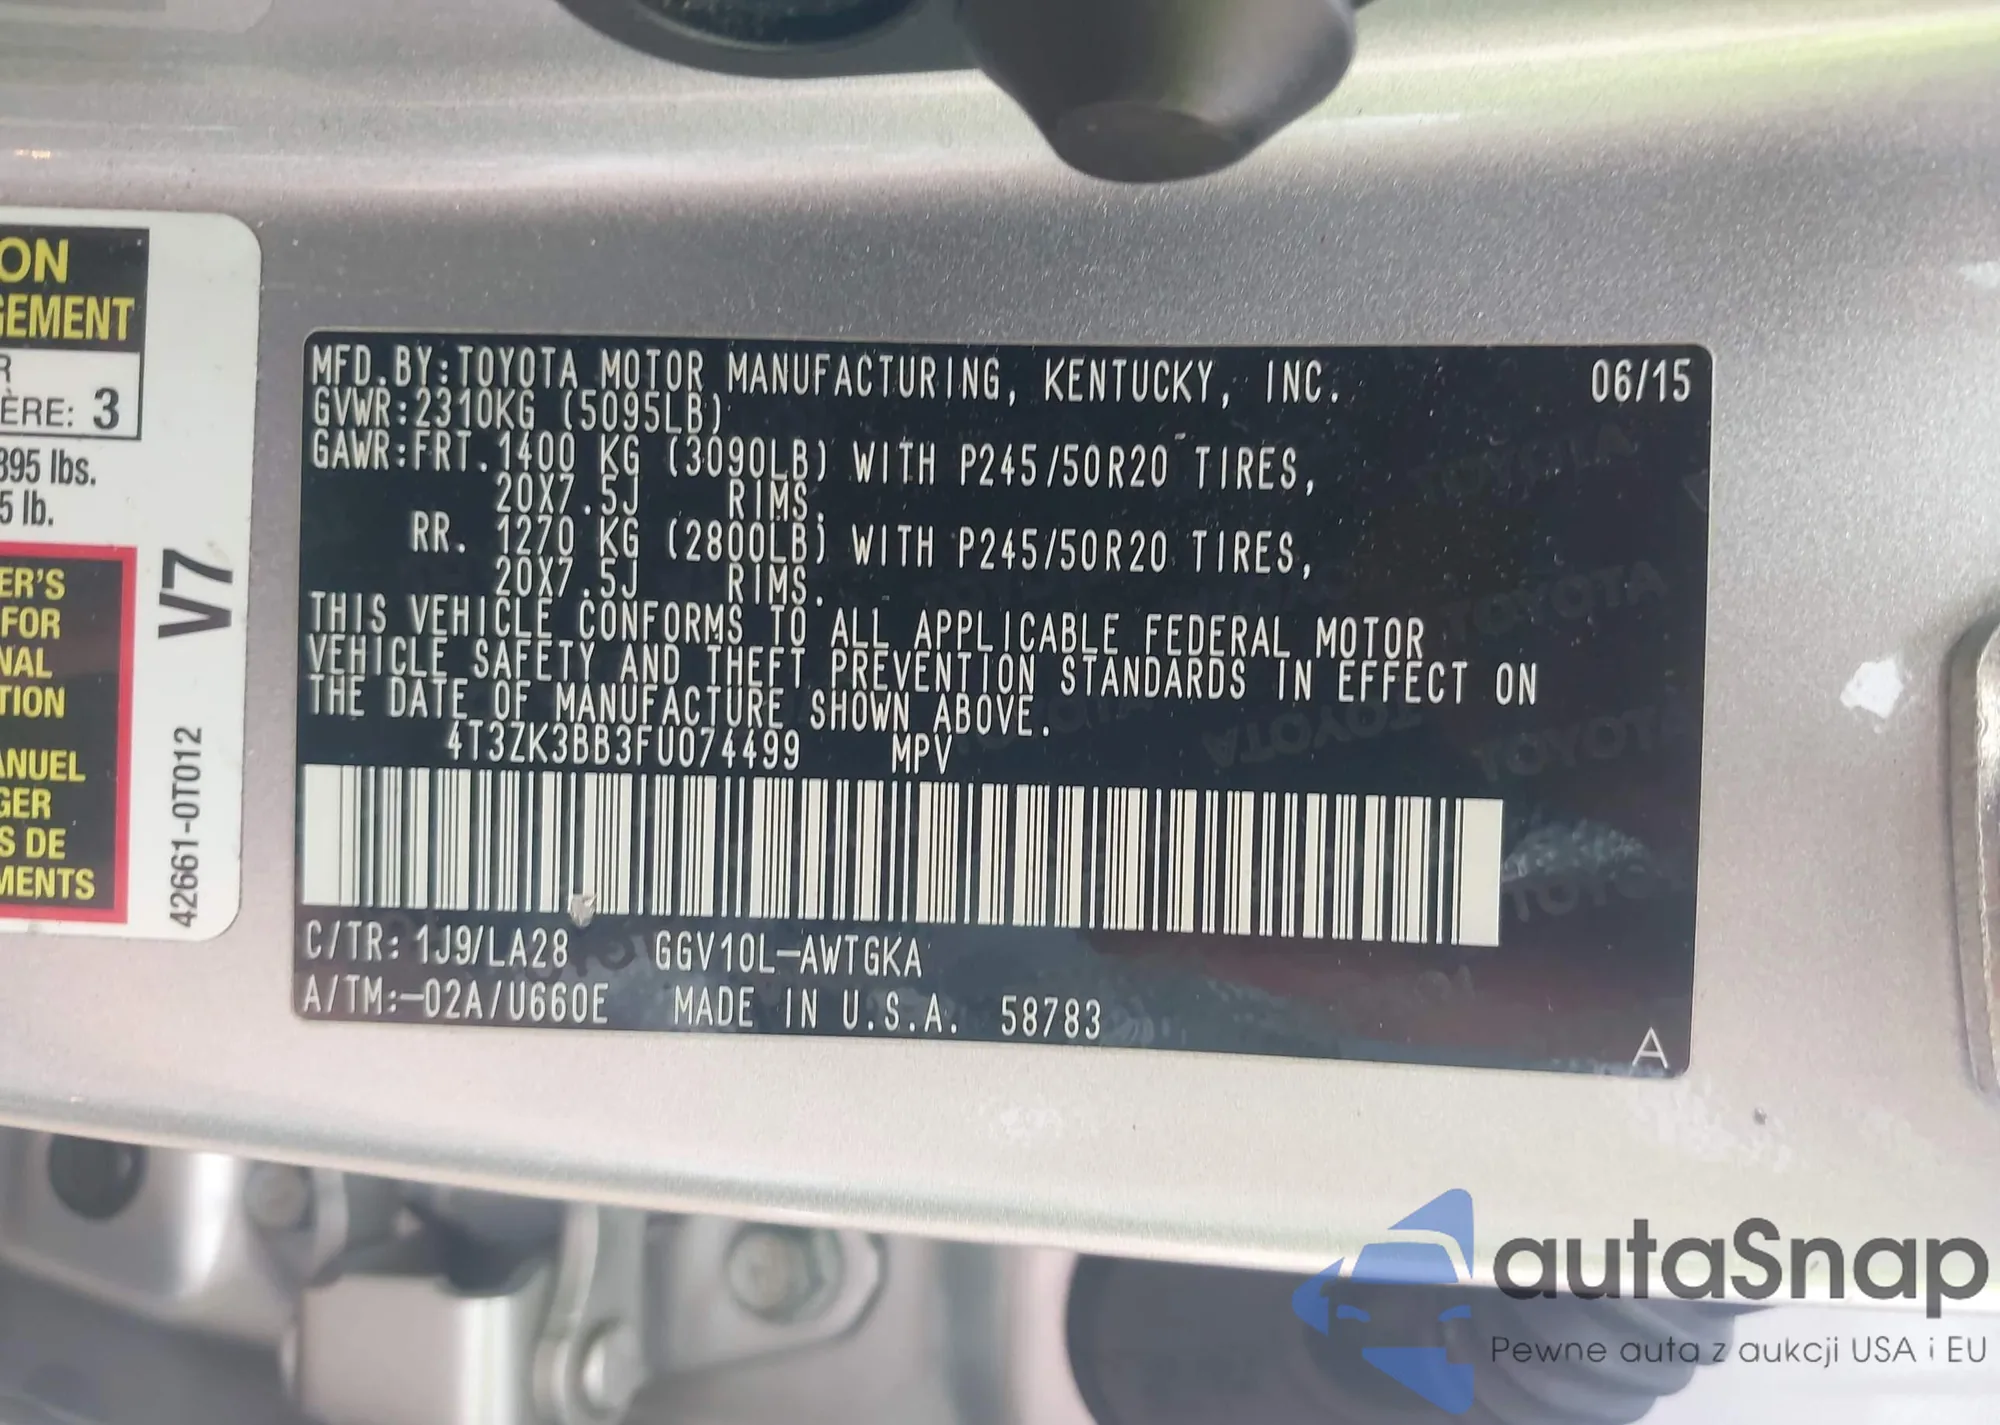 ON
GEMENT
R
ÈRE: 3
395 lbs.
5 lb.
ER'S
FOR
NAL
TION
ANUEL
GER
S DE
MENTS
V7
42661-0T012
MFD.BY:TOYOTA MOTOR MANUFACTURING, KENTUCKY, INC. 06/15
GVWR:2310KG (5095LB)
GAWR:FRT.1400 KG (3090LB) WITH P245/50R20 TIRES,
20X7.5J RIMS.
RR. 1270 KG (2800LB) WITH P245/50R20 TIRES,
20X7.5J RIMS.
THIS VEHICLE CONFORMS TO ALL APPLICABLE FEDERAL MOTOR
VEHICLE SAFETY AND THEFT PREVENTION STANDARDS IN EFFECT ON
THE DATE OF MANUFACTURE SHOWN ABOVE.
4T3ZK3BB3FU074499 MPV
C/TR: 1J9/LA28 GGV10L-AWTGKA
A/TM:-02A/U660E MADE IN U.S.A. 58783
A
autaSnap
Pewne auta z aukcji USA i EU